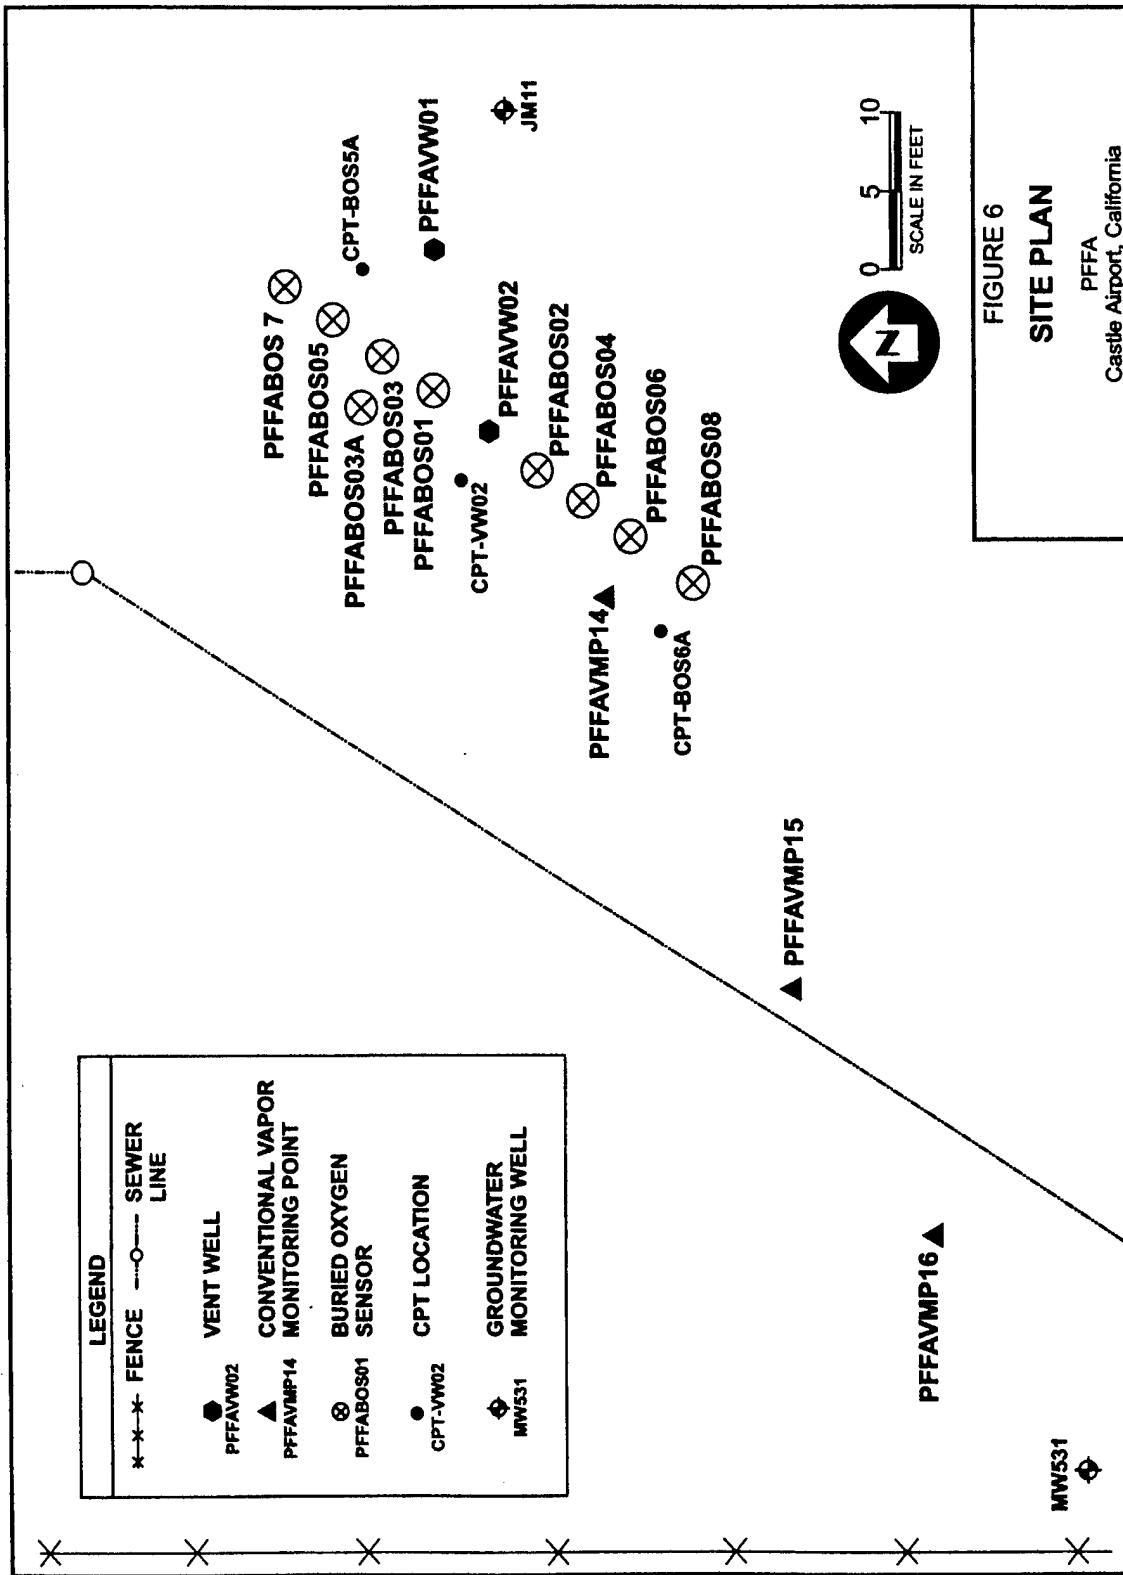 LEGEND
FENCE
SEWER
LINE
PFFAVW02
VENT WELL
PFFAVMP14
CONVENTIONAL VAPOR
MONITORING POINT
PFFABOS01
BURIED OXYGEN
SENSOR
CPT-VW02
CPT LOCATION
MW531
GROUNDWATER
MONITORING WELL
PFFABOS 7
PFFABOS05
PFFABOS03A
PFFABOS03
PFFABOS01
CPT-BOS5A
PFFAVW01
JM11
CPT-VW02
PFFAVW02
PFFABOS02
PFFABOS04
PFFABOS06
PFFABOS08
PFFAVMP14
CPT-BOS6A
PFFAVMP15
PFFAVMP16
MW531
N
0 5 10
SCALE IN FEET
FIGURE 6
SITE PLAN
PFFA
Castle Airport, California